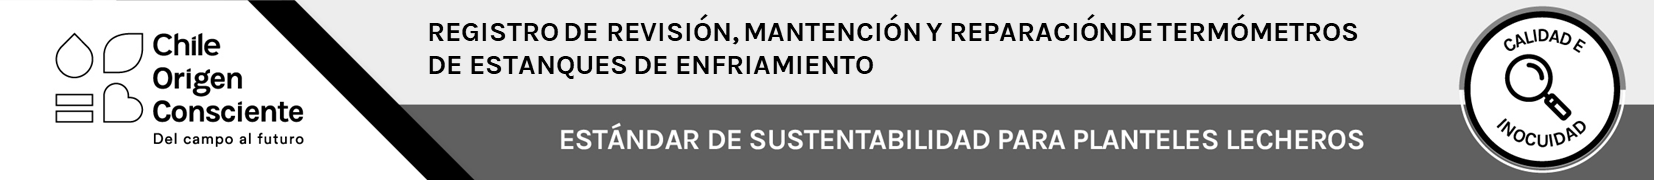 Chile
Origen
Consciente
Del campo al futuro
REGISTRO DE REVISIÓN, MANTENCIÓN Y REPARACIÓNDE TERMÓMETROS
DE ESTANQUES DE ENFRIAMIENTO
ESTÁNDAR DE SUSTENTABILIDAD PARA PLANTELES LECHEROS
CALIDAD E
INOCUIDAD